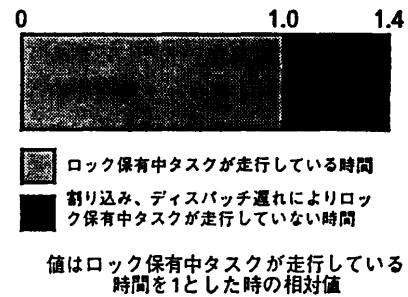 0 1.0 1.4
ロック保有中タスクが走行している時間
割り込み、ディスパッチ遅れによりロッ
ク保有中タスクが走行していない時間
値はロック保有中タスクが走行している
時間を1とした時の相対値